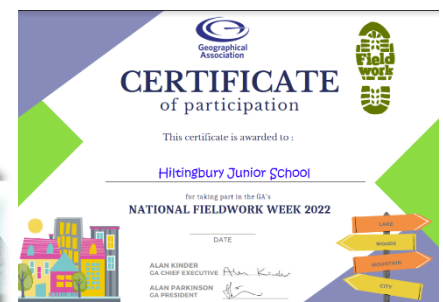 Geographical
Association
Field
work
CERTIFICATE
of participation
This certificate is awarded to :
Hiltingbury Junior School
for taking part in the GA's
NATIONAL FIELDWORK WEEK 2022
DATE
ALAN KINDER
GA CHIEF EXECUTIVE
Alan Kinder
ALAN PARKINSON
GA PRESIDENT
LAKE
WOODS
MOUNTAIN
CITY